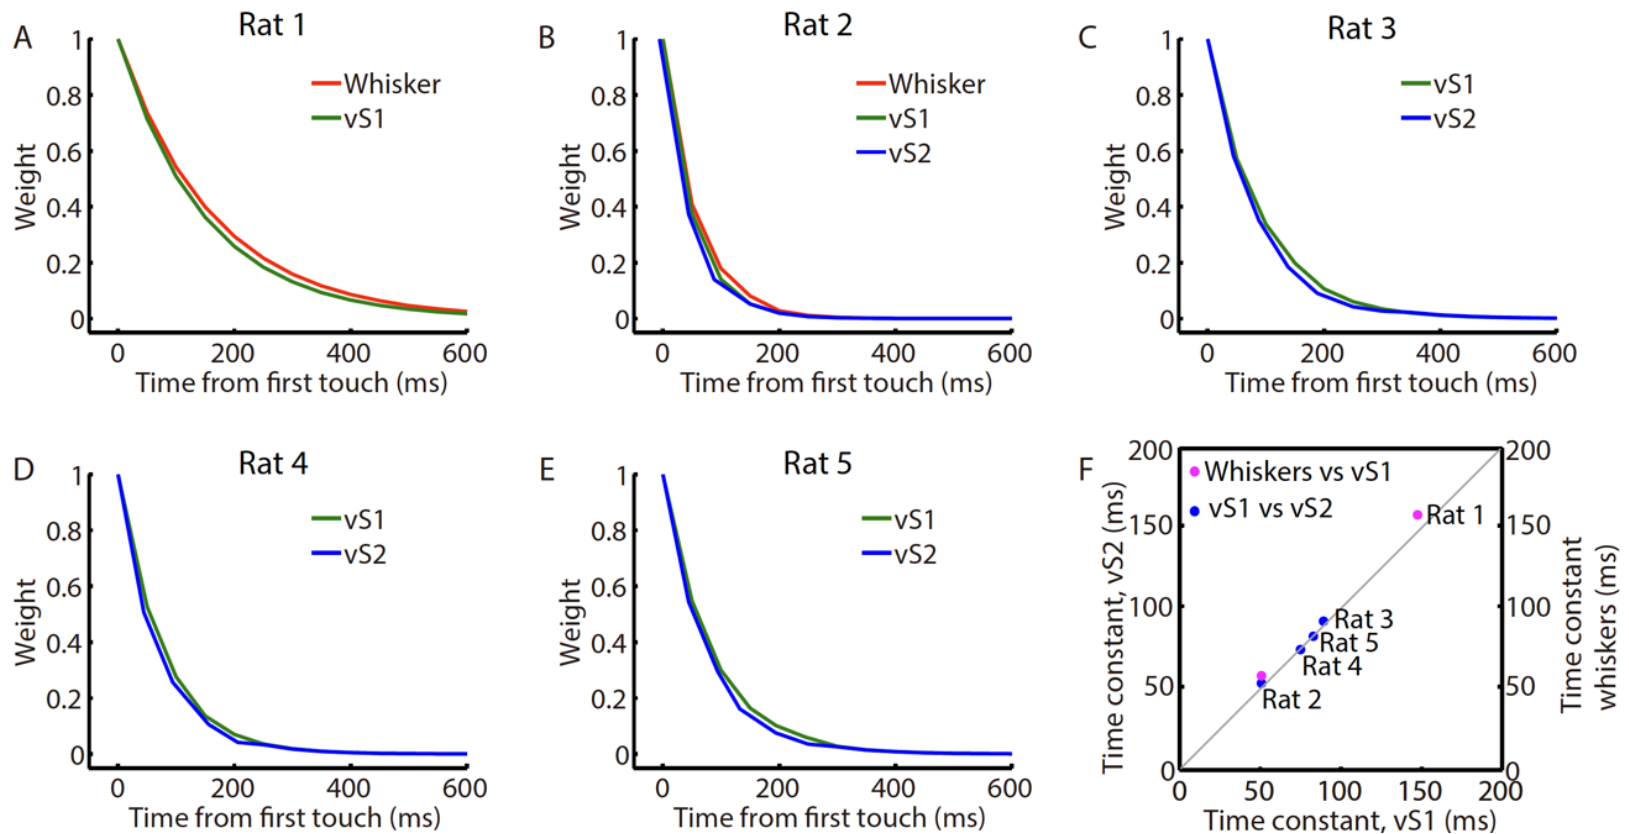 A
Rat 1
1
0.8
0.6
0.4
0.2
0
Weight
Whisker
vS1
0 200 400 600
Time from first touch (ms)
B
Rat 2
1
0.8
0.6
0.4
0.2
0
Weight
Whisker
vS1
vS2
0 200 400 600
Time from first touch (ms)
C
Rat 3
1
0.8
0.6
0.4
0.2
0
Weight
vS1
vS2
0 200 400 600
Time from first touch (ms)
D
Rat 4
1
0.8
0.6
0.4
0.2
0
Weight
vS1
vS2
0 200 400 600
Time from first touch (ms)
E
Rat 5
1
0.8
0.6
0.4
0.2
0
Weight
vS1
vS2
0 200 400 600
Time from first touch (ms)
F
200
150
100
50
0
Time constant, vS2 (ms)
Whiskers vs vS1
vS1 vs vS2
Rat 1
Rat 3
Rat 5
Rat 4
Rat 2
200
150
100
50
0
Time constant
whiskers (ms)
0 50 100 150 200
Time constant, vS1 (ms)